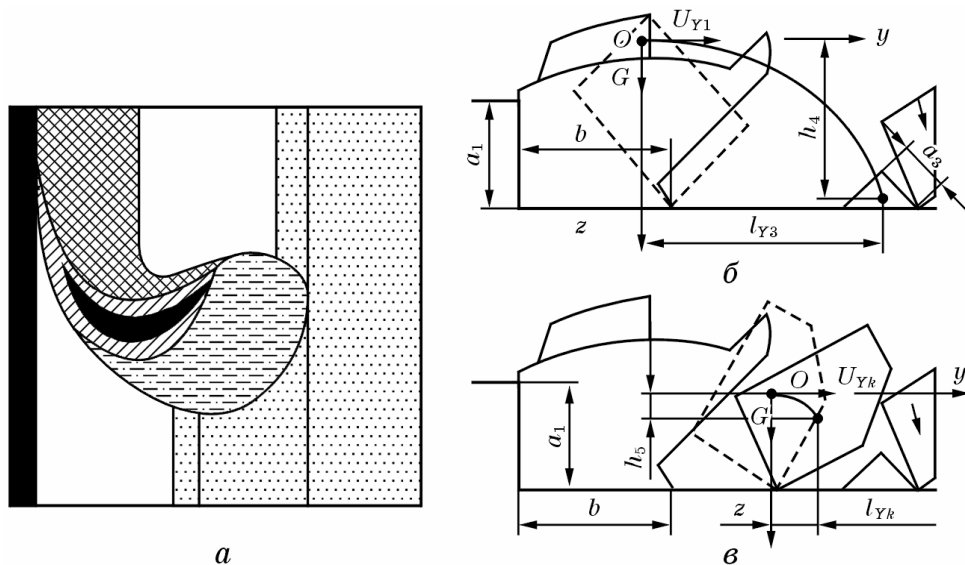 U_{Y1}
O
y
G
h_4
a_1
b
a_3
z
l_{Y3}
б
O
U_{Yk}
y
G
a_1
h_5
b
z
l_{Yk}
а
в